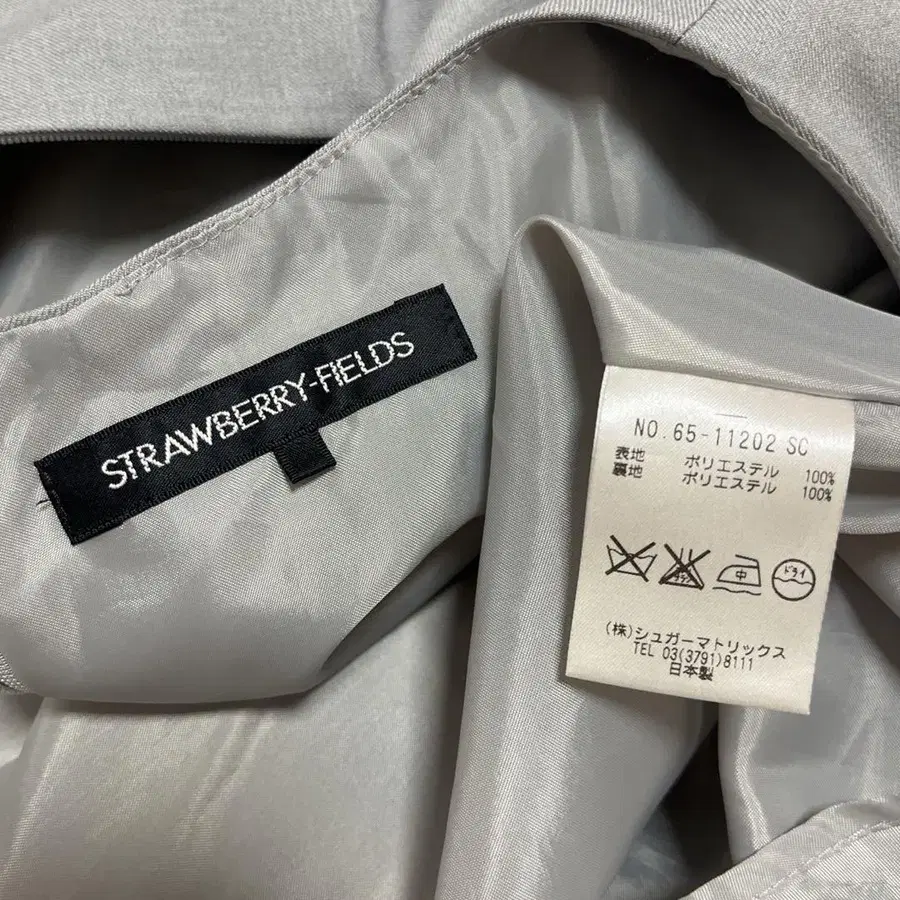 STRAWBERRY-FIELDS
NO.65-11202 SC
表地 ポリエステル 100%
裏地 ポリエステル 100%
中
ドライ
(株)シュガーマトリックス
TEL 03(3791)8111
日本製